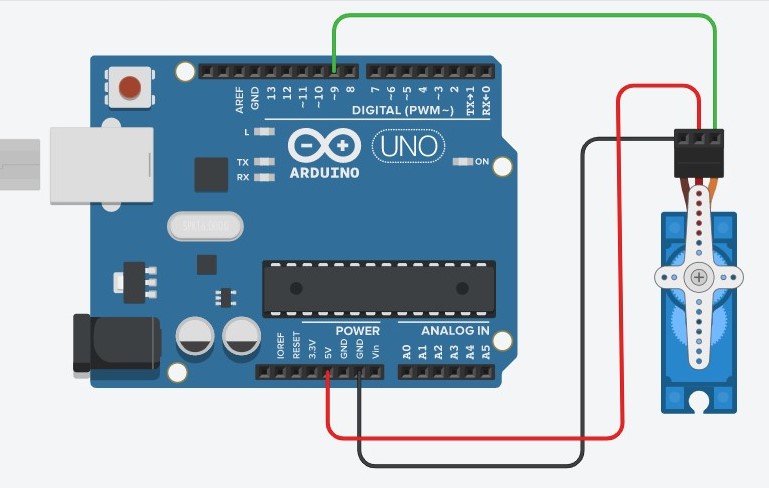 AREF
GND
13
12
~11
~10
~9
8
7
~6
~5
4
~3
2
TX→1
RX←0
DIGITAL (PWM~)
L
TX
RX
UNO
ON
ARDUINO
POWER
ANALOG IN
IOREF
RESET
3.3V
5V
GND
GND
Vin
A0
A1
A2
A3
A4
A5